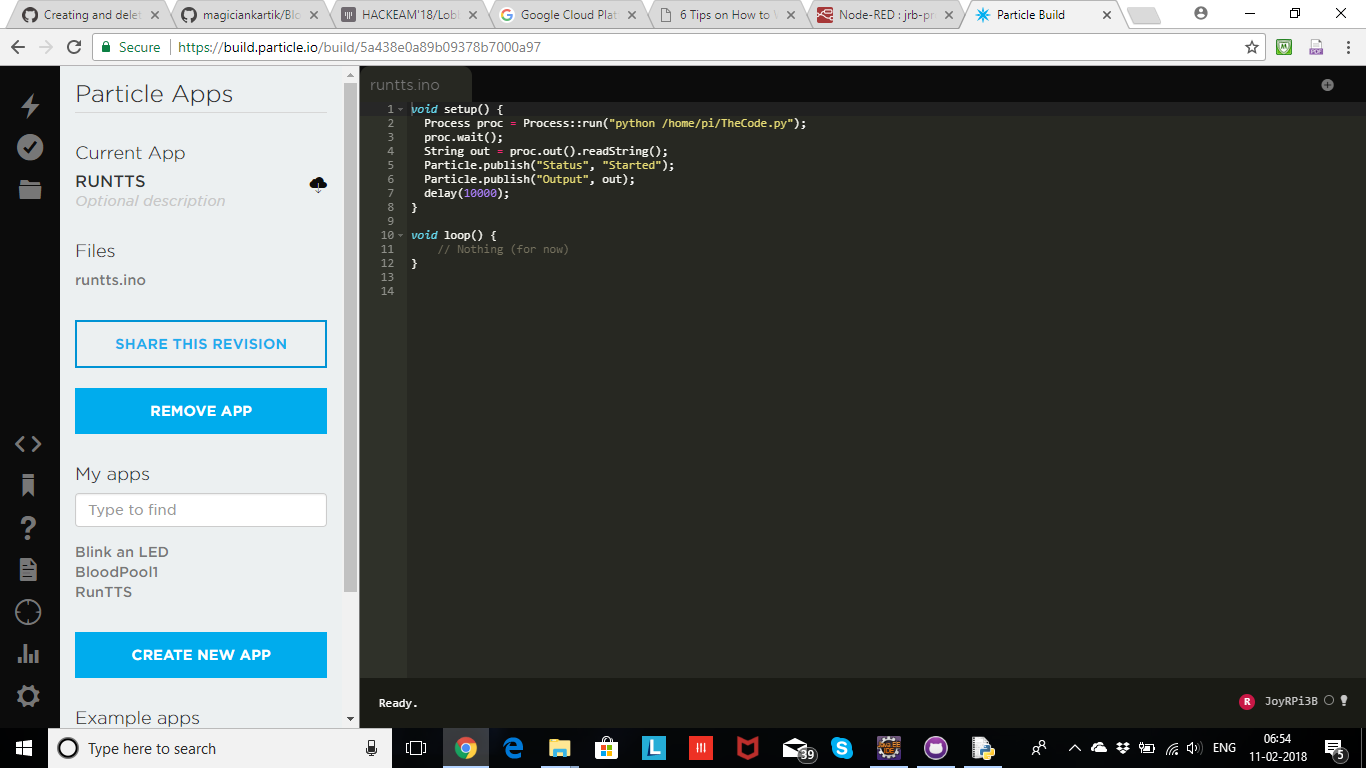 Creating and delet
magiciankartik/Blo
HACKEAM'18/Lobl
Google Cloud Plat
6 Tips on How to
Node-RED : jrb-pr
Particle Build
Secure
https://build.particle.io/build/5a438e0a89b09378b7000a97
Particle Apps
Current App
RUNTTS
Optional description
Files
runtts.ino
SHARE THIS REVISION
REMOVE APP
My apps
Type to find
Blink an LED
BloodPool1
RunTTS
CREATE NEW APP
Example apps
runtts.ino
1 void setup() {
2 Process proc = Process::run("python /home/pi/TheCode.py");
3 proc.wait();
4 String out = proc.out().readString();
5 Particle.publish("Status", "Started");
6 Particle.publish("Output", out);
7 delay(10000);
8 }
9
10 void loop() {
11 // Nothing (for now)
12 }
13
14
Ready.
R JoyRPi3B
Type here to search
L
39
ENG
06:54
11-02-2018
5